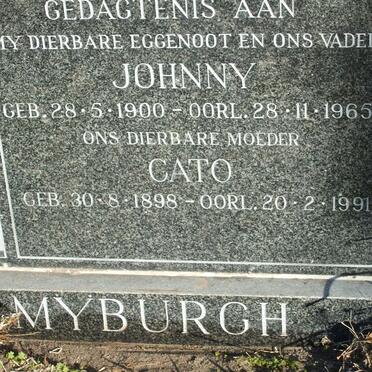 GEDAGTENIS AAN
MY DIERBARE EGGENOOT EN ONS VADER
JOHNNY
GEB. 28·5·1900 - OORL. 28·11·1965
ONS DIERBARE MOEDER
CATO
GEB. 30·8·1898 - OORL. 20·2·1991
MYBURGH